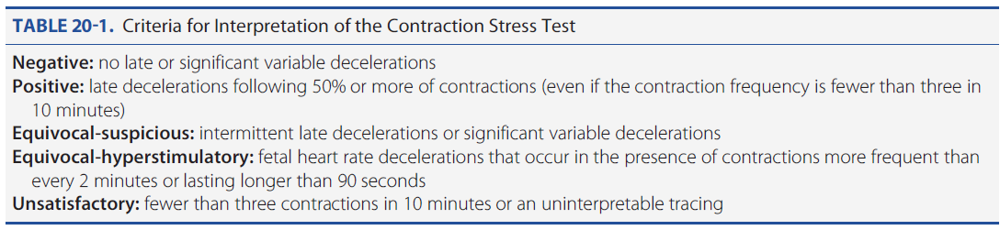 TABLE 20-1. Criteria for Interpretation of the Contraction Stress Test
Negative: no late or significant variable decelerations
Positive: late decelerations following 50% or more of contractions (even if the contraction frequency is fewer than three in
10 minutes)
Equivocal-suspicious: intermittent late decelerations or significant variable decelerations
Equivocal-hyperstimulatory: fetal heart rate decelerations that occur in the presence of contractions more frequent than
every 2 minutes or lasting longer than 90 seconds
Unsatisfactory: fewer than three contractions in 10 minutes or an uninterpretable tracing